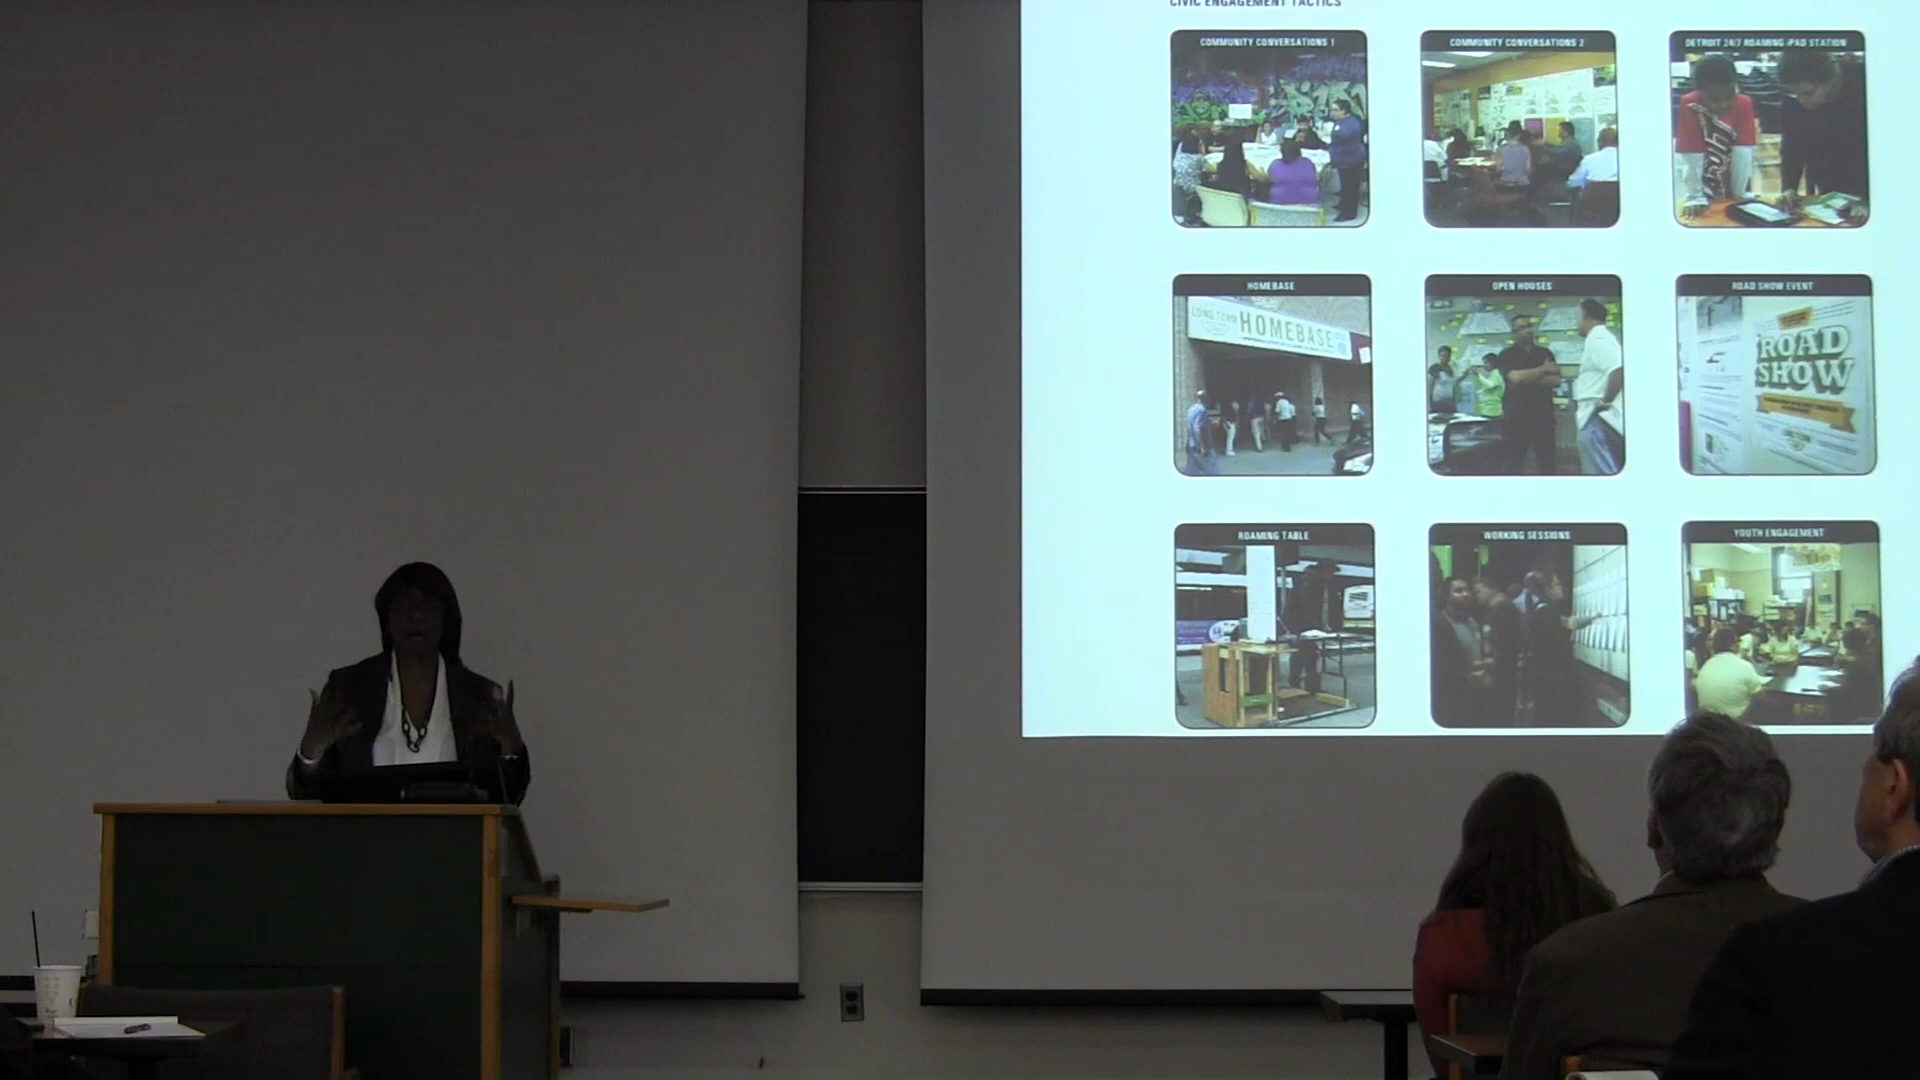 CIVIC ENGAGEMENT TACTICS
COMMUNITY CONVERSATIONS 1
COMMUNITY CONVERSATIONS 2
DETROIT 24/7 ROAMING iPAD STATION
HOMEBASE
LONG TERM
HOMEBASE
OPEN HOUSES
ROAD SHOW EVENT
ROAD
SHOW
ROAMING TABLE
WORKING SESSIONS
YOUTH ENGAGEMENT